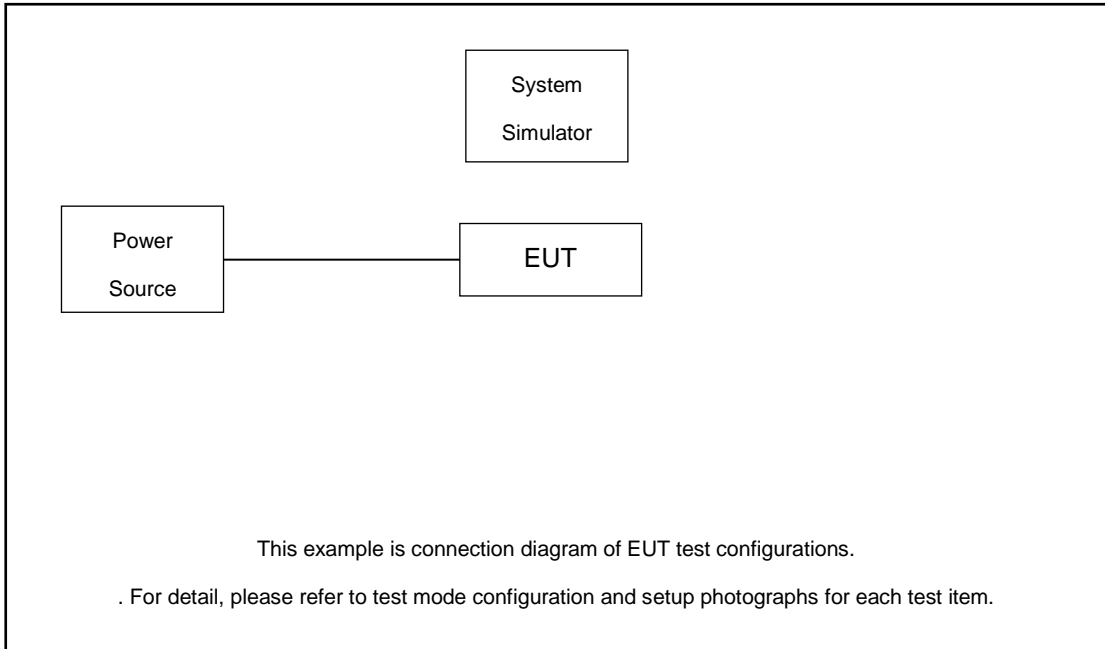 System
Simulator
Power
Source
EUT
This example is connection diagram of EUT test configurations.
. For detail, please refer to test mode configuration and setup photographs for each test item.